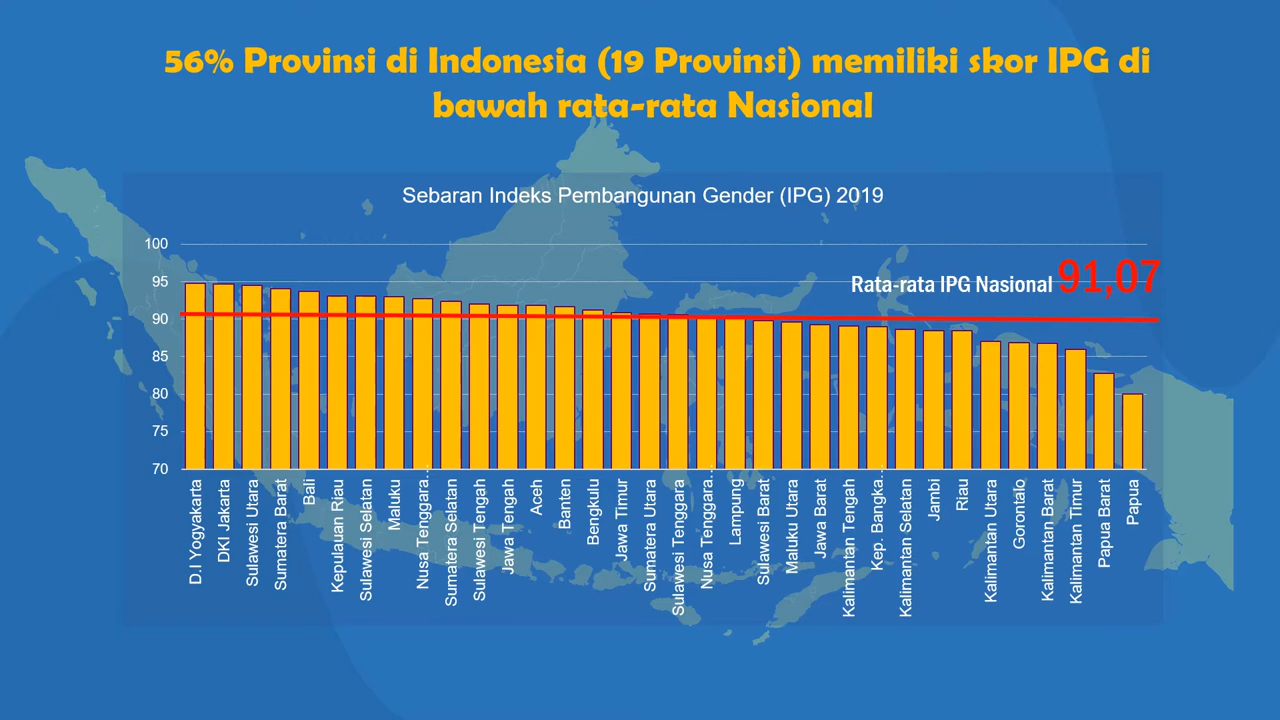 56% Provinsi di Indonesia (19 Provinsi) memiliki skor IPG di
bawah rata-rata Nasional
Sebaran Indeks Pembangunan Gender (IPG) 2019
Rata-rata IPG Nasional 91,07
100
95
90
85
80
75
70
D.I Yogyakarta
DKI Jakarta
Sulawesi Utara
Sumatera Barat
Bali
Kepulauan Riau
Sulawesi Selatan
Maluku
Nusa Tenggara…
Sumatera Selatan
Sulawesi Tengah
Jawa Tengah
Aceh
Banten
Bengkulu
Jawa Timur
Sumatera Utara
Sulawesi Tenggara
Nusa Tenggara…
Lampung
Sulawesi Barat
Maluku Utara
Jawa Barat
Kalimantan Tengah
Kep. Bangka…
Kalimantan Selatan
Jambi
Riau
Kalimantan Utara
Gorontalo
Kalimantan Barat
Kalimantan Timur
Papua Barat
Papua